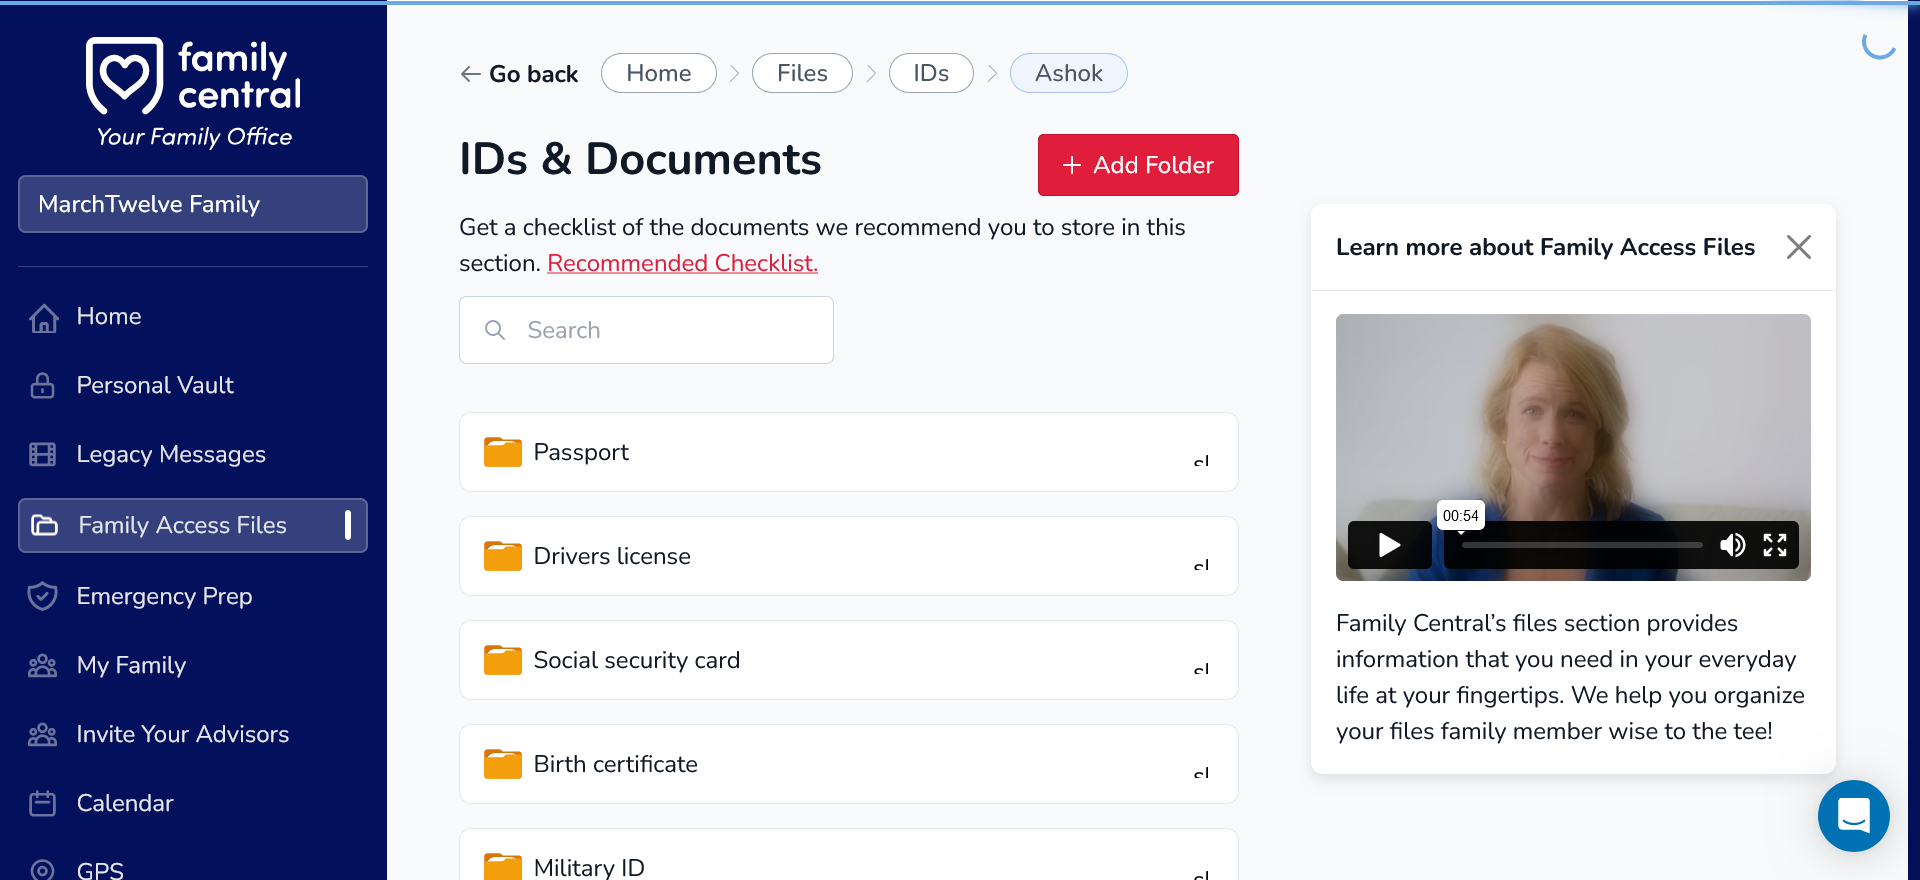 family
central
Your Family Office
MarchTwelve Family
Home
Personal Vault
Legacy Messages
Family Access Files
Emergency Prep
My Family
Invite Your Advisors
Calendar
GPS
Go back
Home
Files
IDs
Ashok
IDs & Documents
+ Add Folder
Get a checklist of the documents we recommend you to store in this
section. Recommended Checklist.
Search
Passport
Drivers license
Social security card
Birth certificate
Military ID
Learn more about Family Access Files
00:54
Family Central’s files section provides
information that you need in your everyday
life at your fingertips. We help you organize
your files family member wise to the tee!